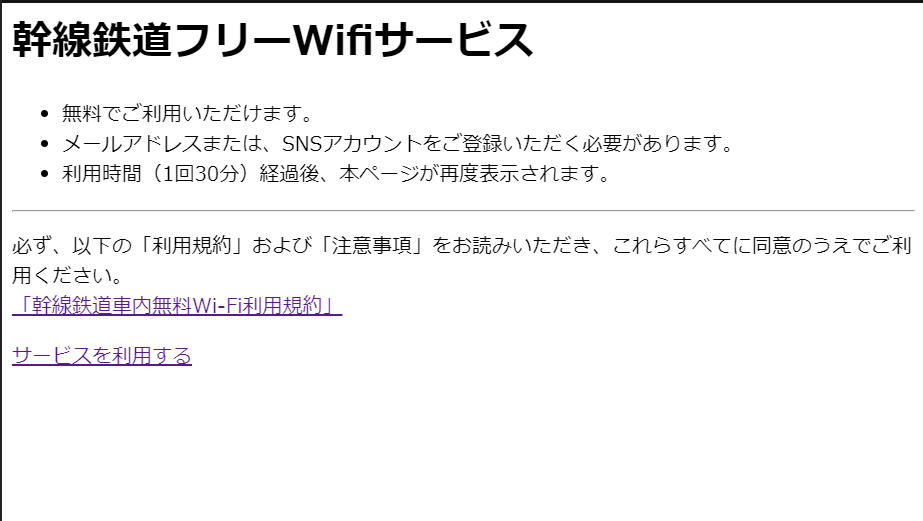 幹線鉄道フリーWifiサービス
無料でご利用いただけます。
メールアドレスまたは、SNSアカウントをご登録いただく必要があります。
利用時間（1回30分）経過後、本ページが再度表示されます。
必ず、以下の「利用規約」および「注意事項」をお読みいただき、これらすべてに同意のうえでご利
用ください。
「幹線鉄道車内無料Wi-Fi利用規約」
サービスを利用する